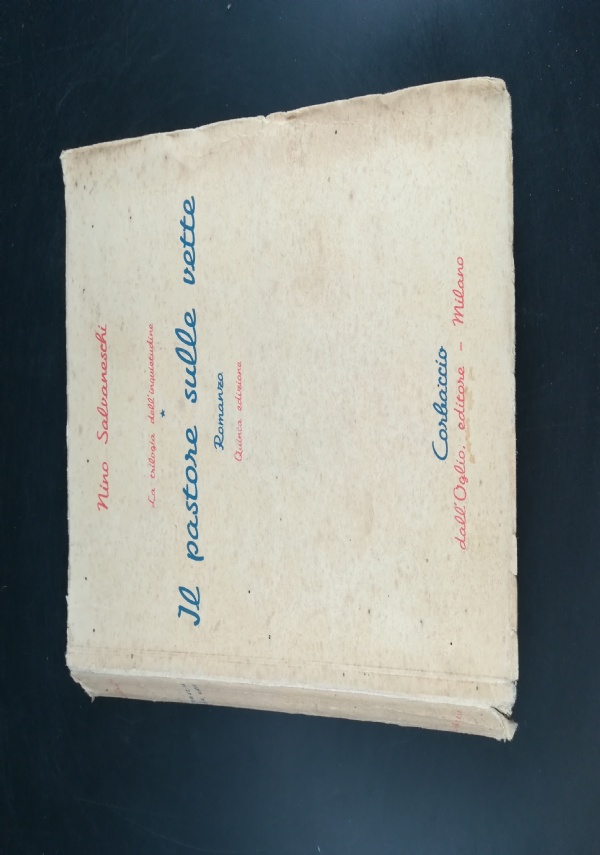 Nino Salvaneschi
La trilogia dell'inquietudine
*
Il pastore sulle vette
Romanzo
Quinta edizione
Corbaccio
dall'Oglio, editore - Milano